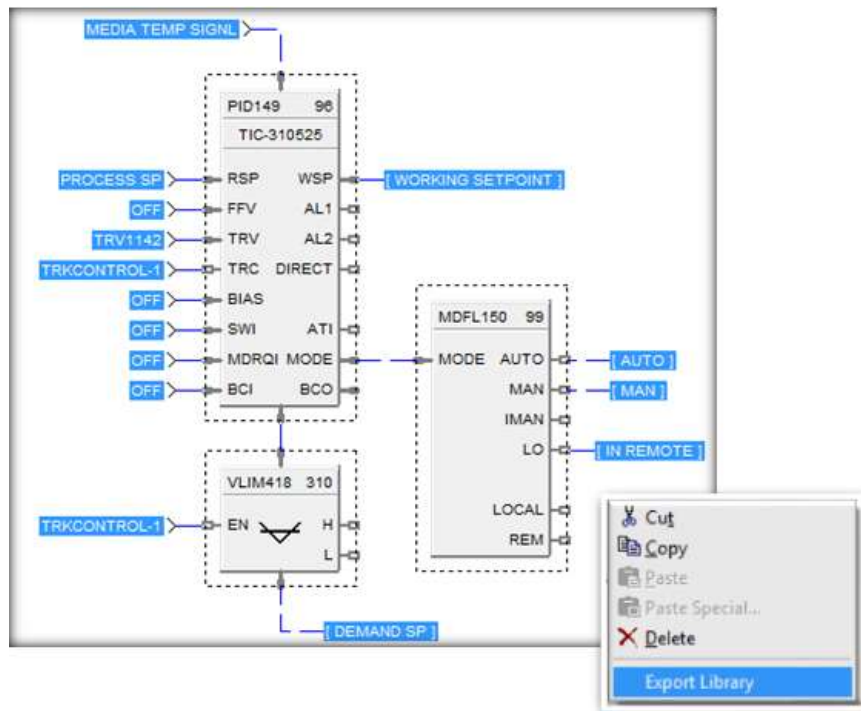 MEDIA TEMP SIGNL
PID149 96
TIC-310525
PROCESS SP RSP WSP [ WORKING SETPOINT ]
OFF FFV AL1
TRV1142 TRV AL2
TRKCONTROL-1 TRC DIRECT
OFF BIAS
OFF SWI ATI
OFF MDRQI MODE
OFF BCI BCO
MDFL150 99
MODE AUTO [ AUTO ]
MAN [ MAN ]
IMAN
LO [ IN REMOTE ]
LOCAL
REM
VLIM418 310
TRKCONTROL-1 EN H
L
[ DEMAND SP ]
Cut
Copy
Paste
Paste Special...
Delete
Export Library